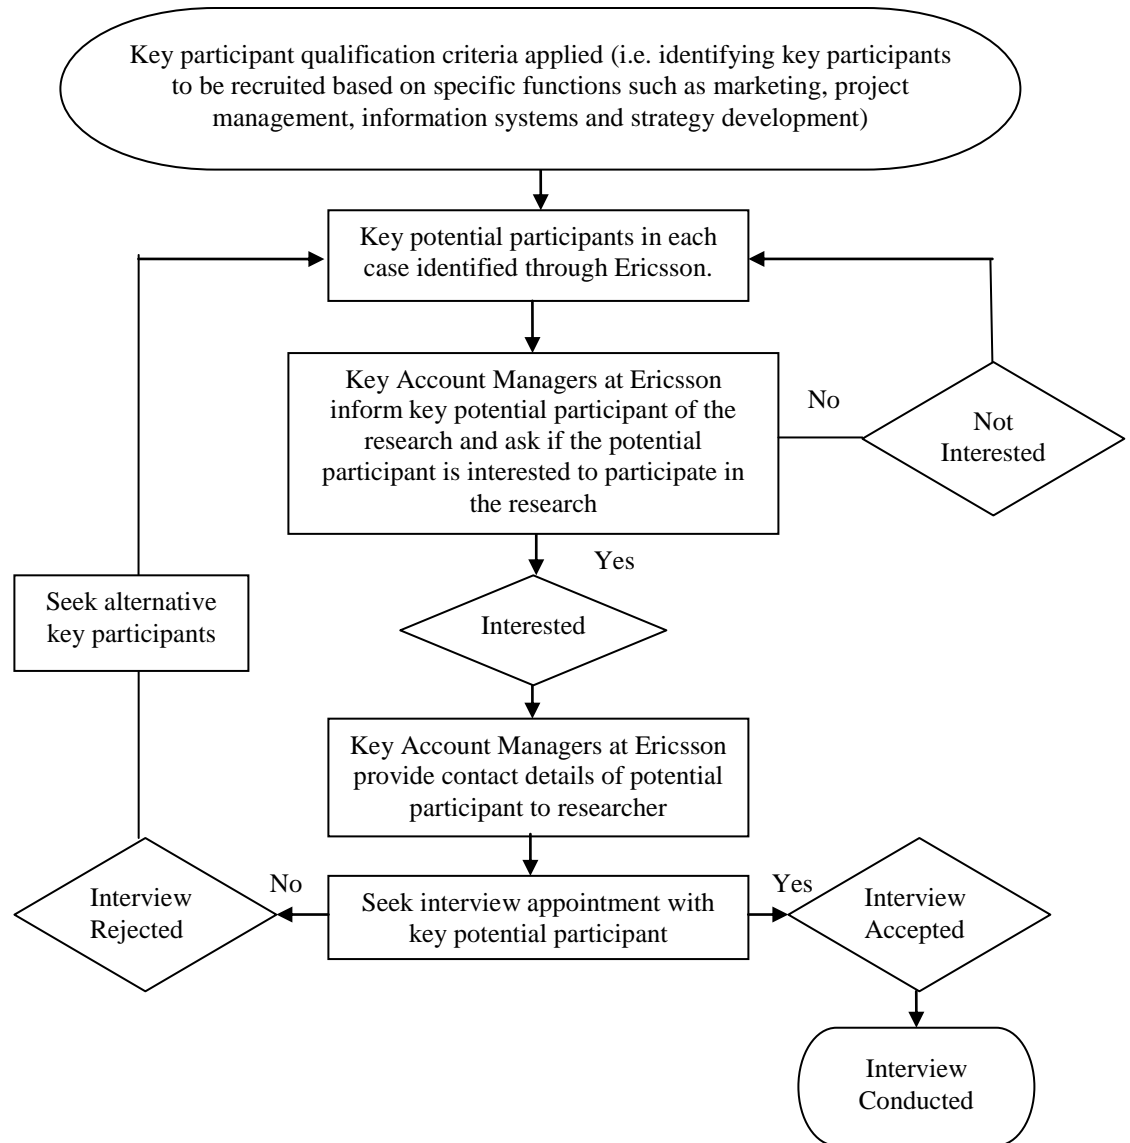 Key participant qualification criteria applied (i.e. identifying key participants
to be recruited based on specific functions such as marketing, project
management, information systems and strategy development)
Key potential participants in each
case identified through Ericsson.
Key Account Managers at Ericsson
inform key potential participant of the
research and ask if the potential
participant is interested to participate in
the research
No
Not
Interested
Yes
Interested
Seek alternative
key participants
Key Account Managers at Ericsson
provide contact details of potential
participant to researcher
Interview
Rejected
No
Seek interview appointment with
key potential participant
Yes
Interview
Accepted
Interview
Conducted